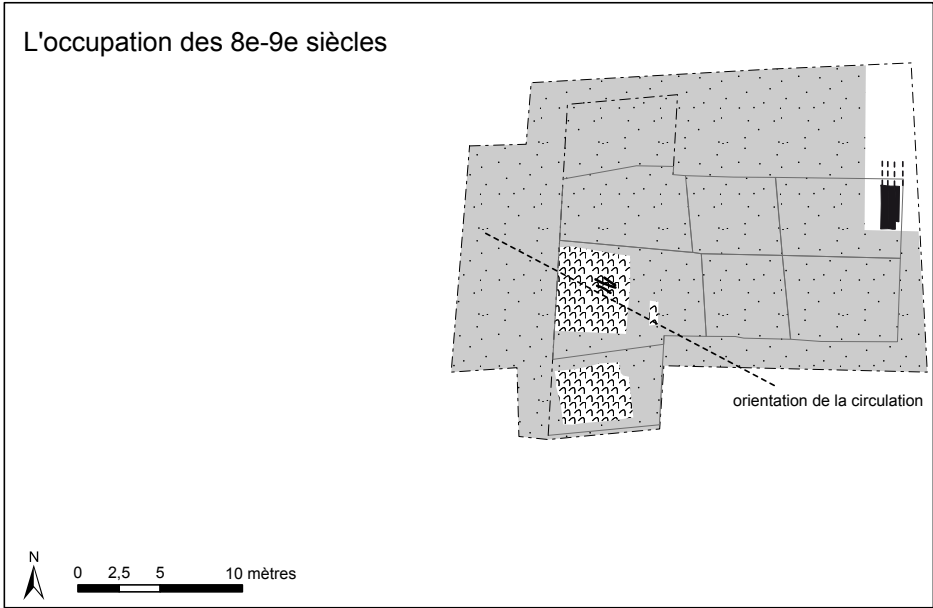 L'occupation des 8e-9e siècles
orientation de la circulation
N
0 2,5 5 10 mètres